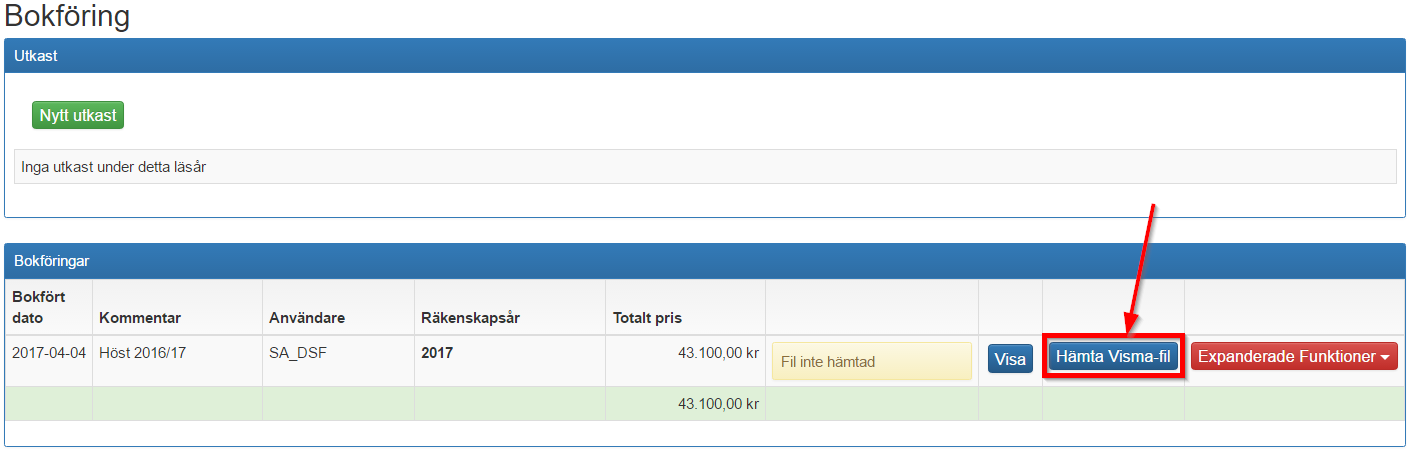 Bokföring
Utkast
Nytt utkast
Inga utkast under detta läsår
Bokföringar
Bokfört dato Kommentar Användare Räkenskapsår Totalt pris
2017-04-04 Höst 2016/17 SA_DSF 2017 43.100,00 kr Fil inte hämtad Visa Hämta Visma-fil Expanderade Funktioner
43.100,00 kr